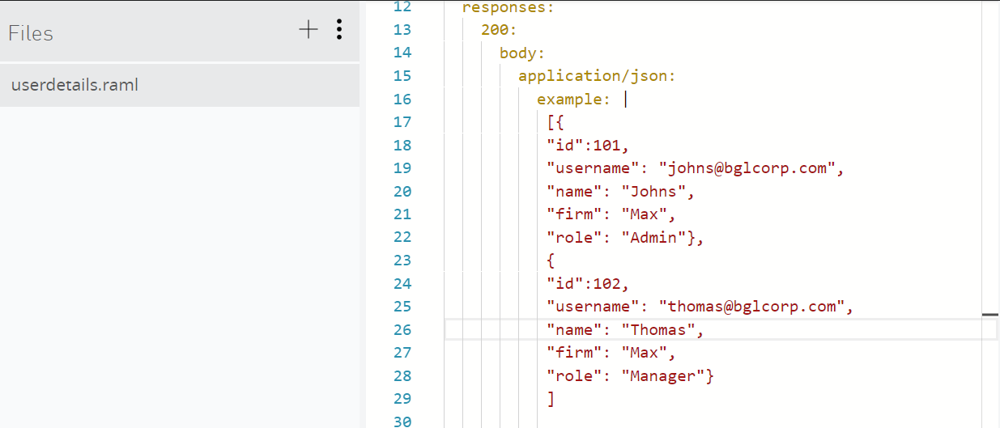 Files
userdetails.raml
12 responses:
13 200:
14 body:
15 application/json:
16 example: |
17 [{
18 "id":101,
19 "username": "johns@bglcorp.com",
20 "name": "Johns",
21 "firm": "Max",
22 "role": "Admin"},
23 {
24 "id":102,
25 "username": "thomas@bglcorp.com",
26 "name": "Thomas",
27 "firm": "Max",
28 "role": "Manager"}
29 ]
30